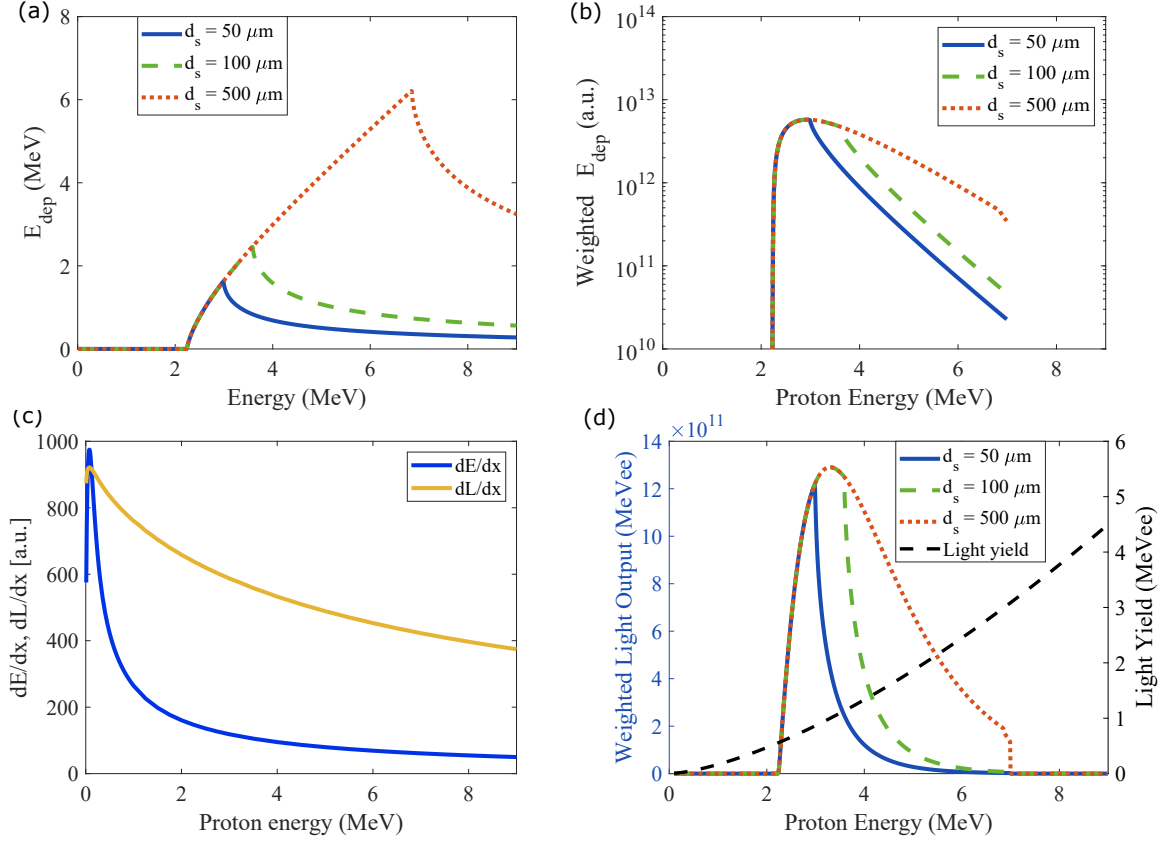 (a)
8
6
4
2
0
E_dep (MeV)
d_s = 50 μm
d_s = 100 μm
d_s = 500 μm
0 2 4 6 8
Energy (MeV)
(b)
10^14
10^13
10^12
10^11
10^10
Weighted E_dep (a.u.)
d_s = 50 μm
d_s = 100 μm
d_s = 500 μm
0 2 4 6 8
Proton Energy (MeV)
(c)
1000
800
600
400
200
0
dE/dx, dL/dx [a.u.]
dE/dx
dL/dx
0 2 4 6 8
Proton energy (MeV)
(d)
×10^11
14
12
10
8
6
4
2
0
Weighted Light Output (MeVee)
d_s = 50 μm
d_s = 100 μm
d_s = 500 μm
Light yield
6
5
4
3
2
1
0
Light Yield (MeVee)
0 2 4 6 8
Proton Energy (MeV)